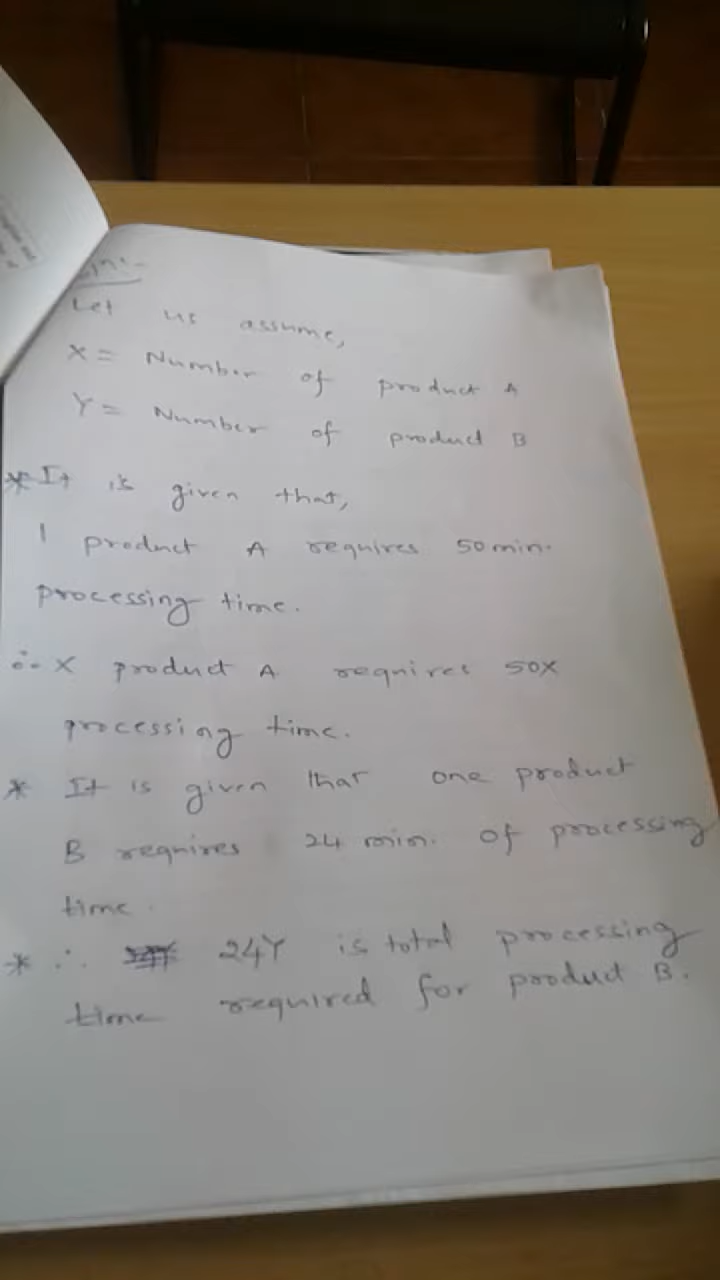 Let us assume,
X = Number of product A
Y = Number of product B
* It is given that,
1 product A requires 50 min.
processing time.
∴ X product A requires 50X
processing time.
* It is given that one product
B requires 24 min. of processing
time.
* ∴ 24Y is total processing
time required for product B.